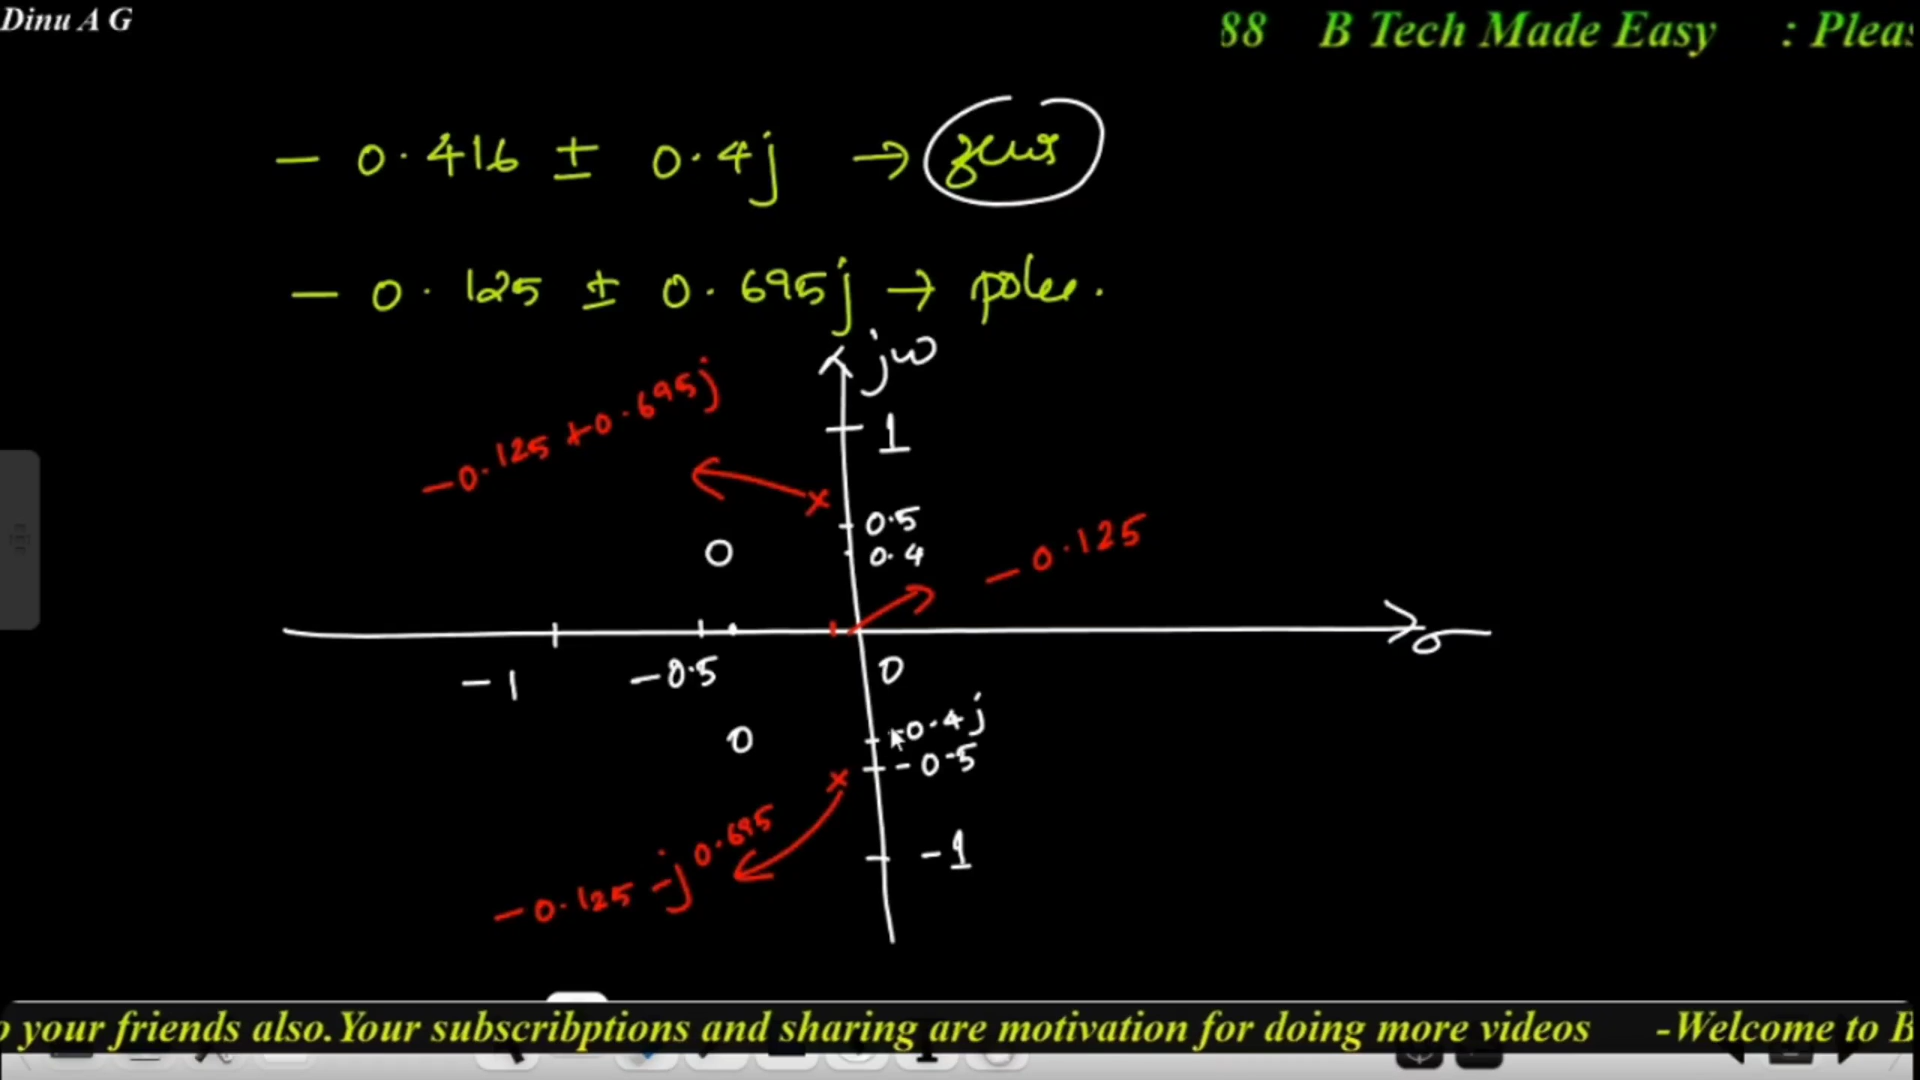 Dinu A G
88 B Tech Made Easy : Pleas
- 0.416 ± 0.4j →
- 0.125 ± 0.695j → poles.
jω
-0.125 +0.695j
1
0.5
0.4
-0.125
σ
-1 -0.5 0
-0.4j
-0.5
-0.125 -j0.695
-1
o your friends also.Your subscribptions and sharing are motivation for doing more videos -Welcome to B